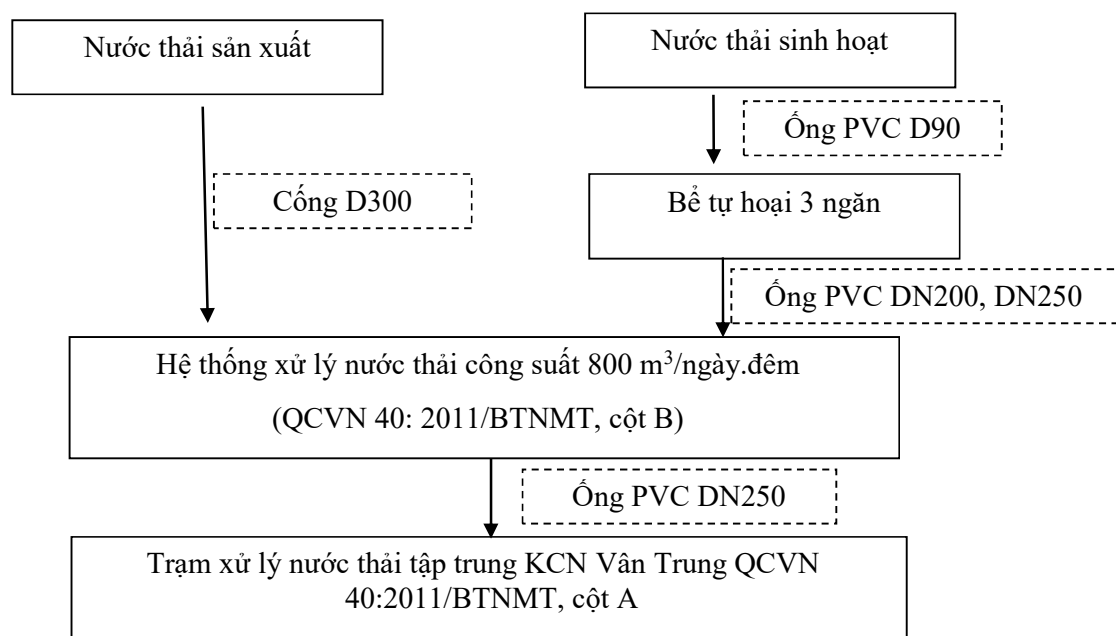 Nước thải sản xuất
Nước thải sinh hoạt
Ống PVC D90
Cống D300
Bể tự hoại 3 ngăn
Ống PVC DN200, DN250
Hệ thống xử lý nước thải công suất 800 m³/ngày.đêm
(QCVN 40: 2011/BTNMT, cột B)
Ống PVC DN250
Trạm xử lý nước thải tập trung KCN Vân Trung QCVN
40:2011/BTNMT, cột A